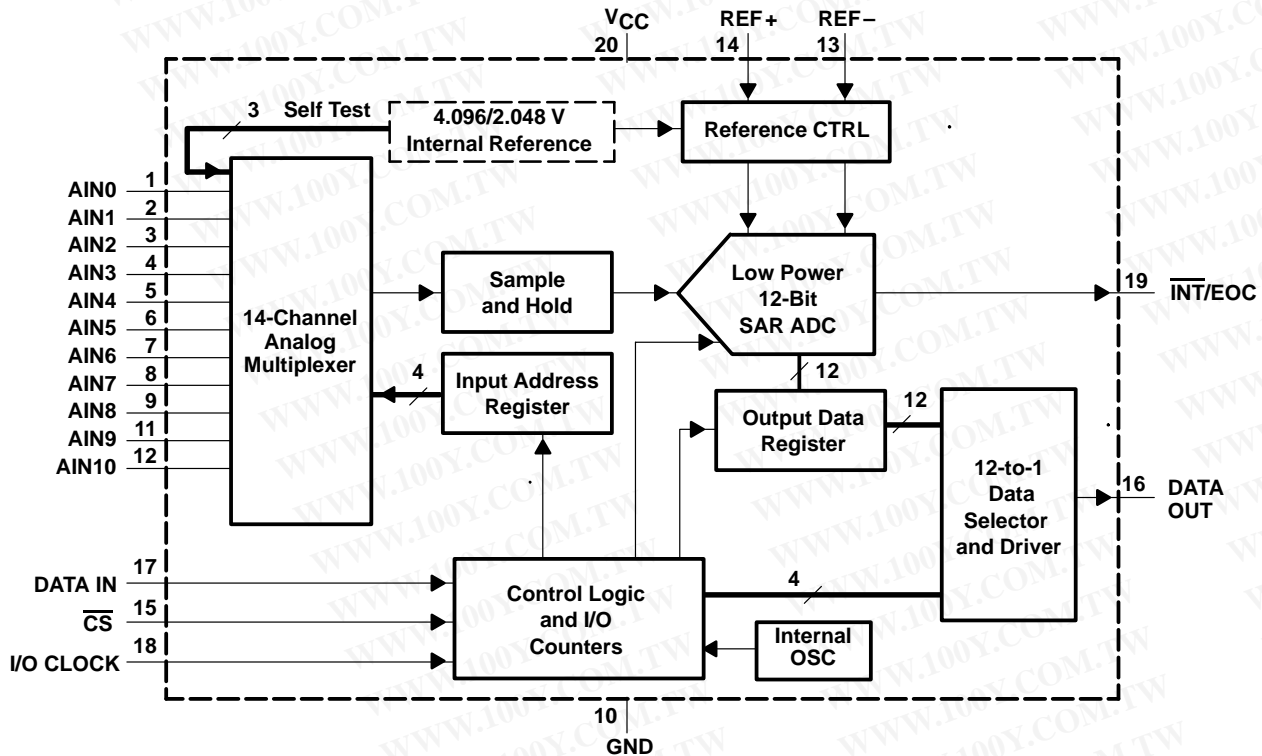 VCC
20
REF+
14
REF−
13
3 Self Test
4.096/2.048 V
Internal Reference
Reference CTRL
AIN0 1
AIN1 2
AIN2 3
AIN3 4
AIN4 5
AIN5 6
AIN6 7
AIN7 8
AIN8 9
AIN9 11
AIN10 12
14-Channel
Analog
Multiplexer
Sample
and Hold
Low Power
12-Bit
SAR ADC
19 INT/EOC
4
Input Address
Register
12
Output Data
Register
12
12-to-1
Data
Selector
and Driver
16 DATA
OUT
DATA IN 17
CS 15
I/O CLOCK 18
Control Logic
and I/O
Counters
4
Internal
OSC
10
GND
WWW.100Y.COM.TW